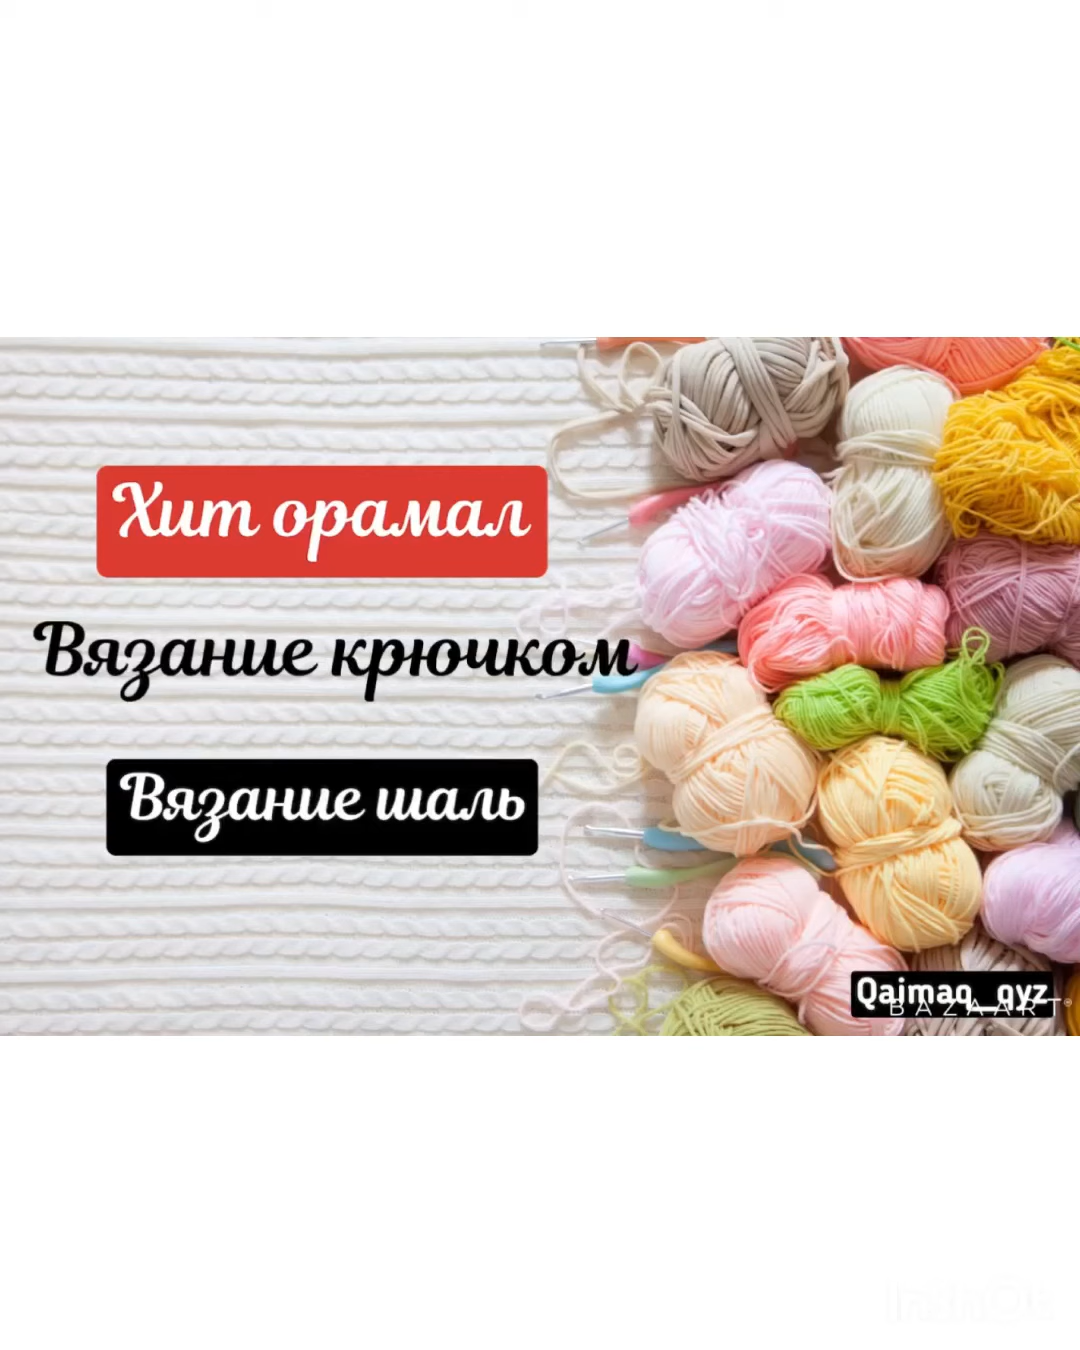 Хит орамал
Вязание крючком
Вязание шаль
Qaimaq_qyz
BAZAART®